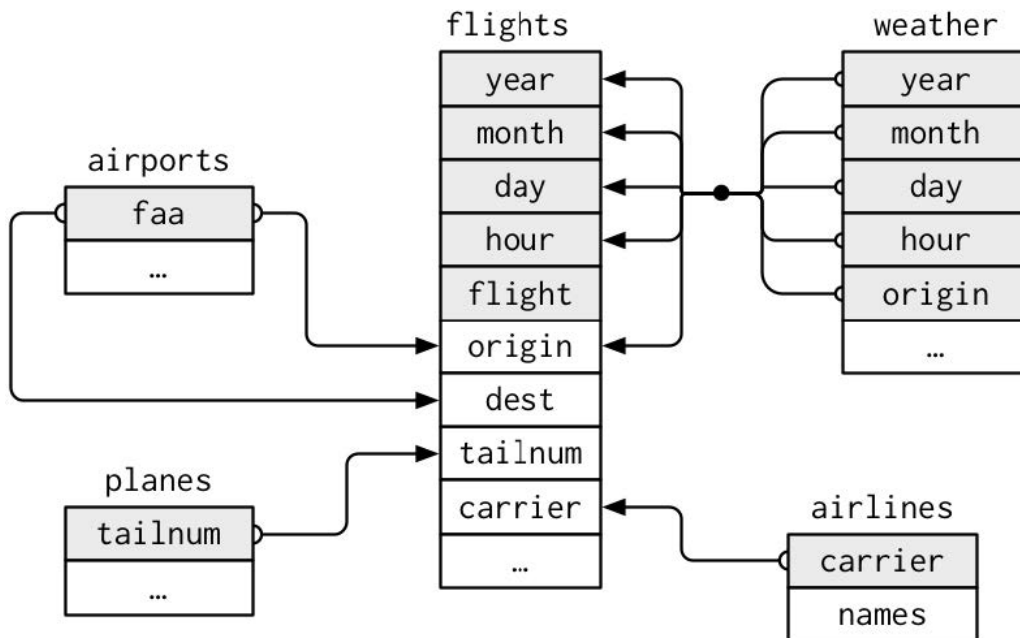 flights
year
month
day
hour
flight
origin
dest
tailnum
carrier
…
weather
year
month
day
hour
origin
…
airports
faa
…
planes
tailnum
…
airlines
carrier
names